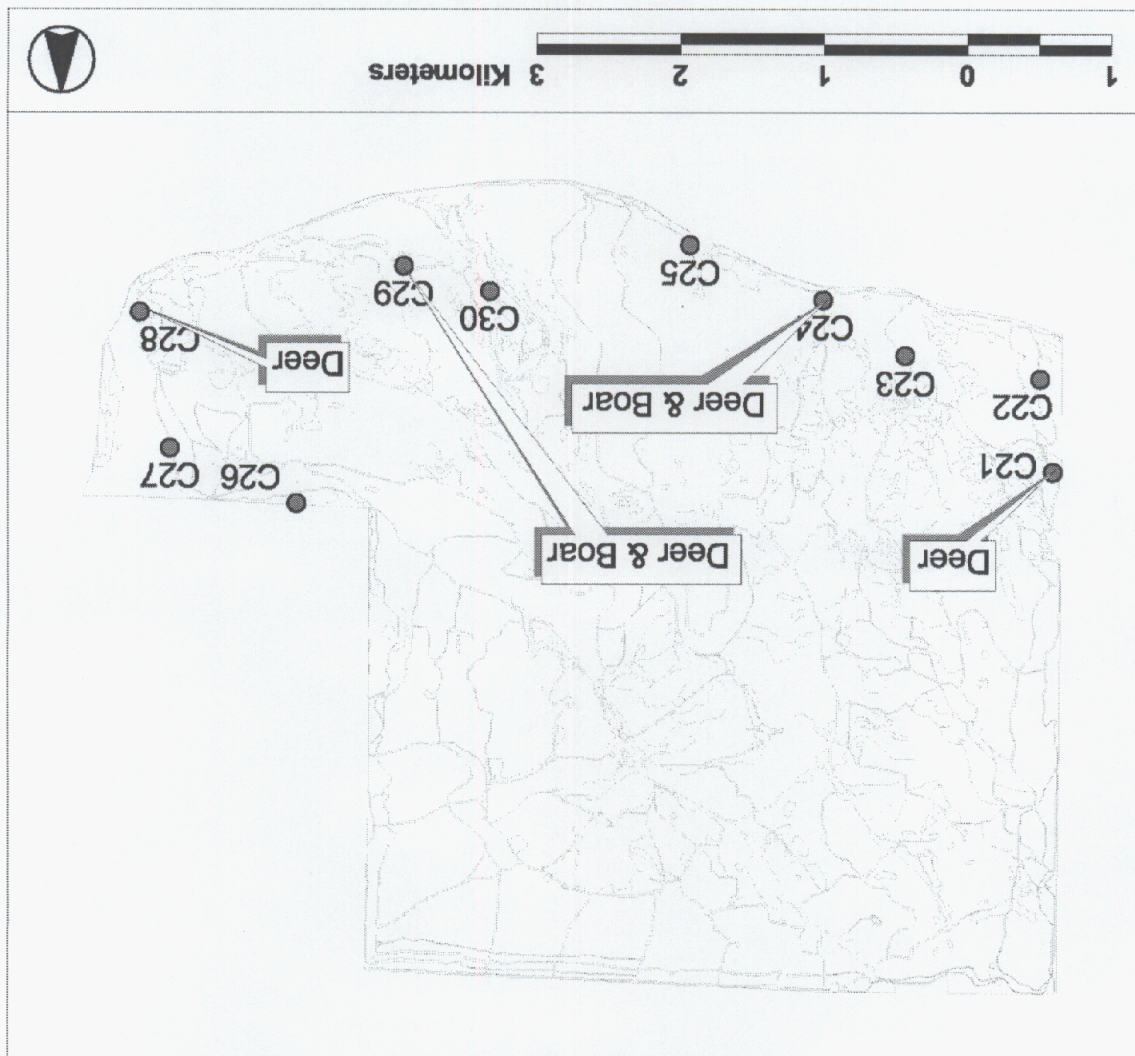 Deer
Deer & Boar
C21
C26
C27
C22
Deer & Boar
C23
Deer
C28
C24
C30
C29
C25
1 0 1 2 3 Kilometers